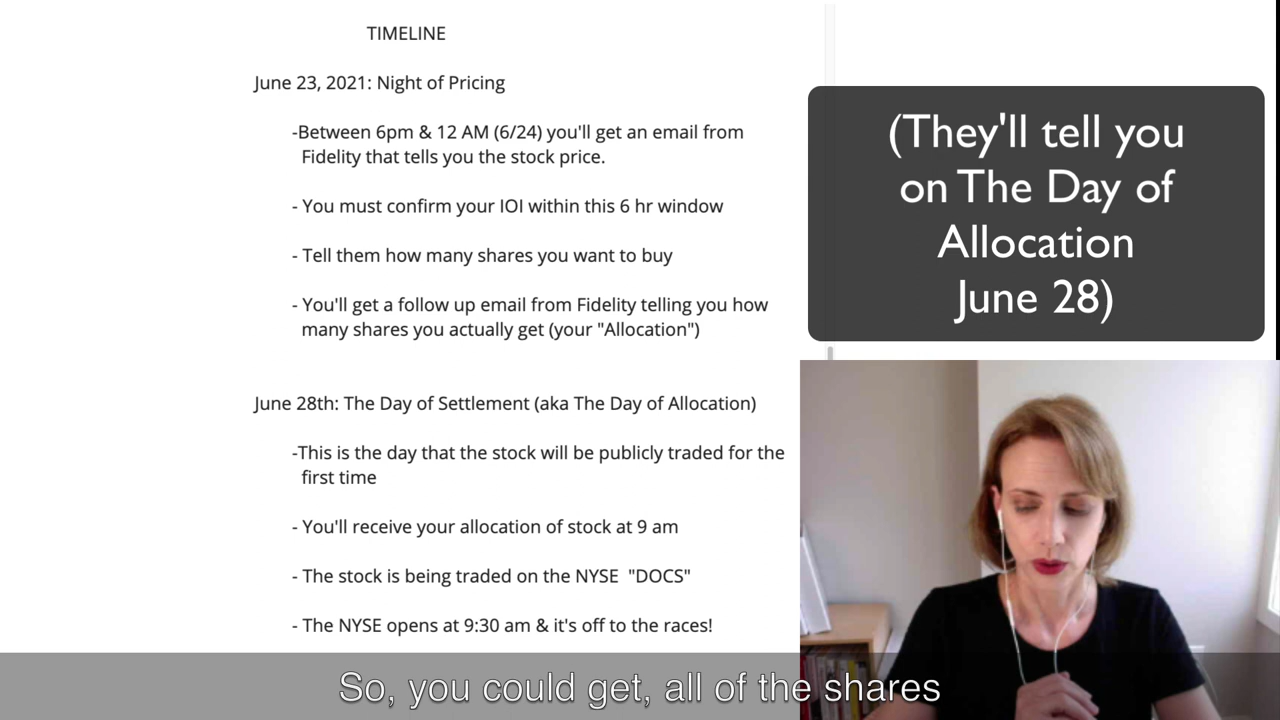 TIMELINE
June 23, 2021: Night of Pricing
-Between 6pm & 12 AM (6/24) you'll get an email from
Fidelity that tells you the stock price.
- You must confirm your IOI within this 6 hr window
- Tell them how many shares you want to buy
- You'll get a follow up email from Fidelity telling you how
many shares you actually get (your "Allocation")
June 28th: The Day of Settlement (aka The Day of Allocation)
-This is the day that the stock will be publicly traded for the
first time
- You'll receive your allocation of stock at 9 am
- The stock is being traded on the NYSE "DOCS"
- The NYSE opens at 9:30 am & it's off to the races!
(They'll tell you
on The Day of
Allocation
June 28)
So, you could get, all of the shares